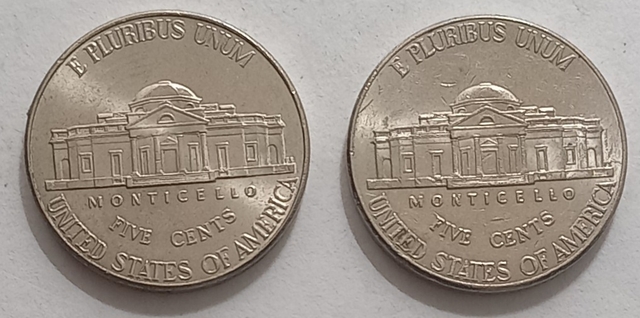 E PLURIBUS UNUM
MONTICELLO
FIVE CENTS
UNITED STATES OF AMERICA
E PLURIBUS UNUM
MONTICELLO
FIVE CENTS
UNITED STATES OF AMERICA